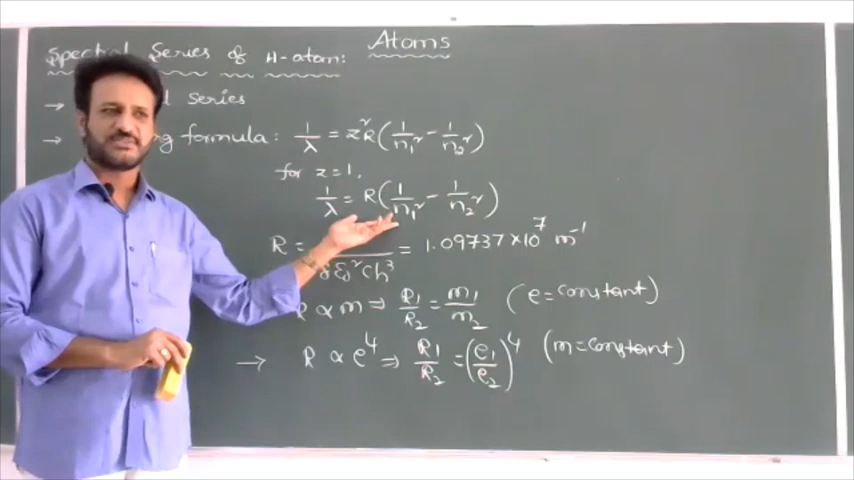 Atoms
Spectral Series of H-atom:
→ series
→ formula: 1/λ = z²R(1/n₁² - 1/n₂²)
for z=1,
1/λ = R(1/n₁² - 1/n₂²)
R = / 8ξ₀²ch³ = 1.09737×10⁷ m⁻¹
R ∝ m ⇒ R₁/R₂ = m₁/m₂ (e=constant)
→ R ∝ e⁴ ⇒ R₁/R₂ = (e₁/e₂)⁴ (m=constant)